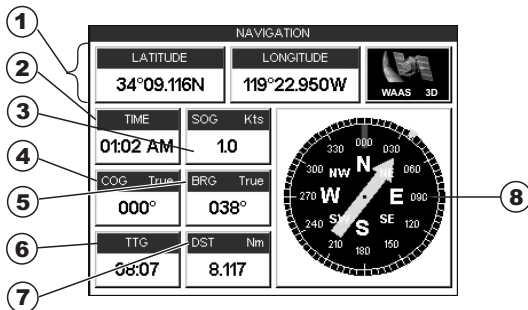 NAVIGATION
1
LATITUDE LONGITUDE
34°09.116N 119°22.950W
WAAS 3D
2
TIME SOG Kts
01:02 AM 1.0
3
4
COG True BRG True
000° 038°
5
6
TTG DST Nm
08:07 8.117
7
000
330 030
N
300 NW NE 060
270 W E 090
8
240 SW SE 120
S
210 150
180